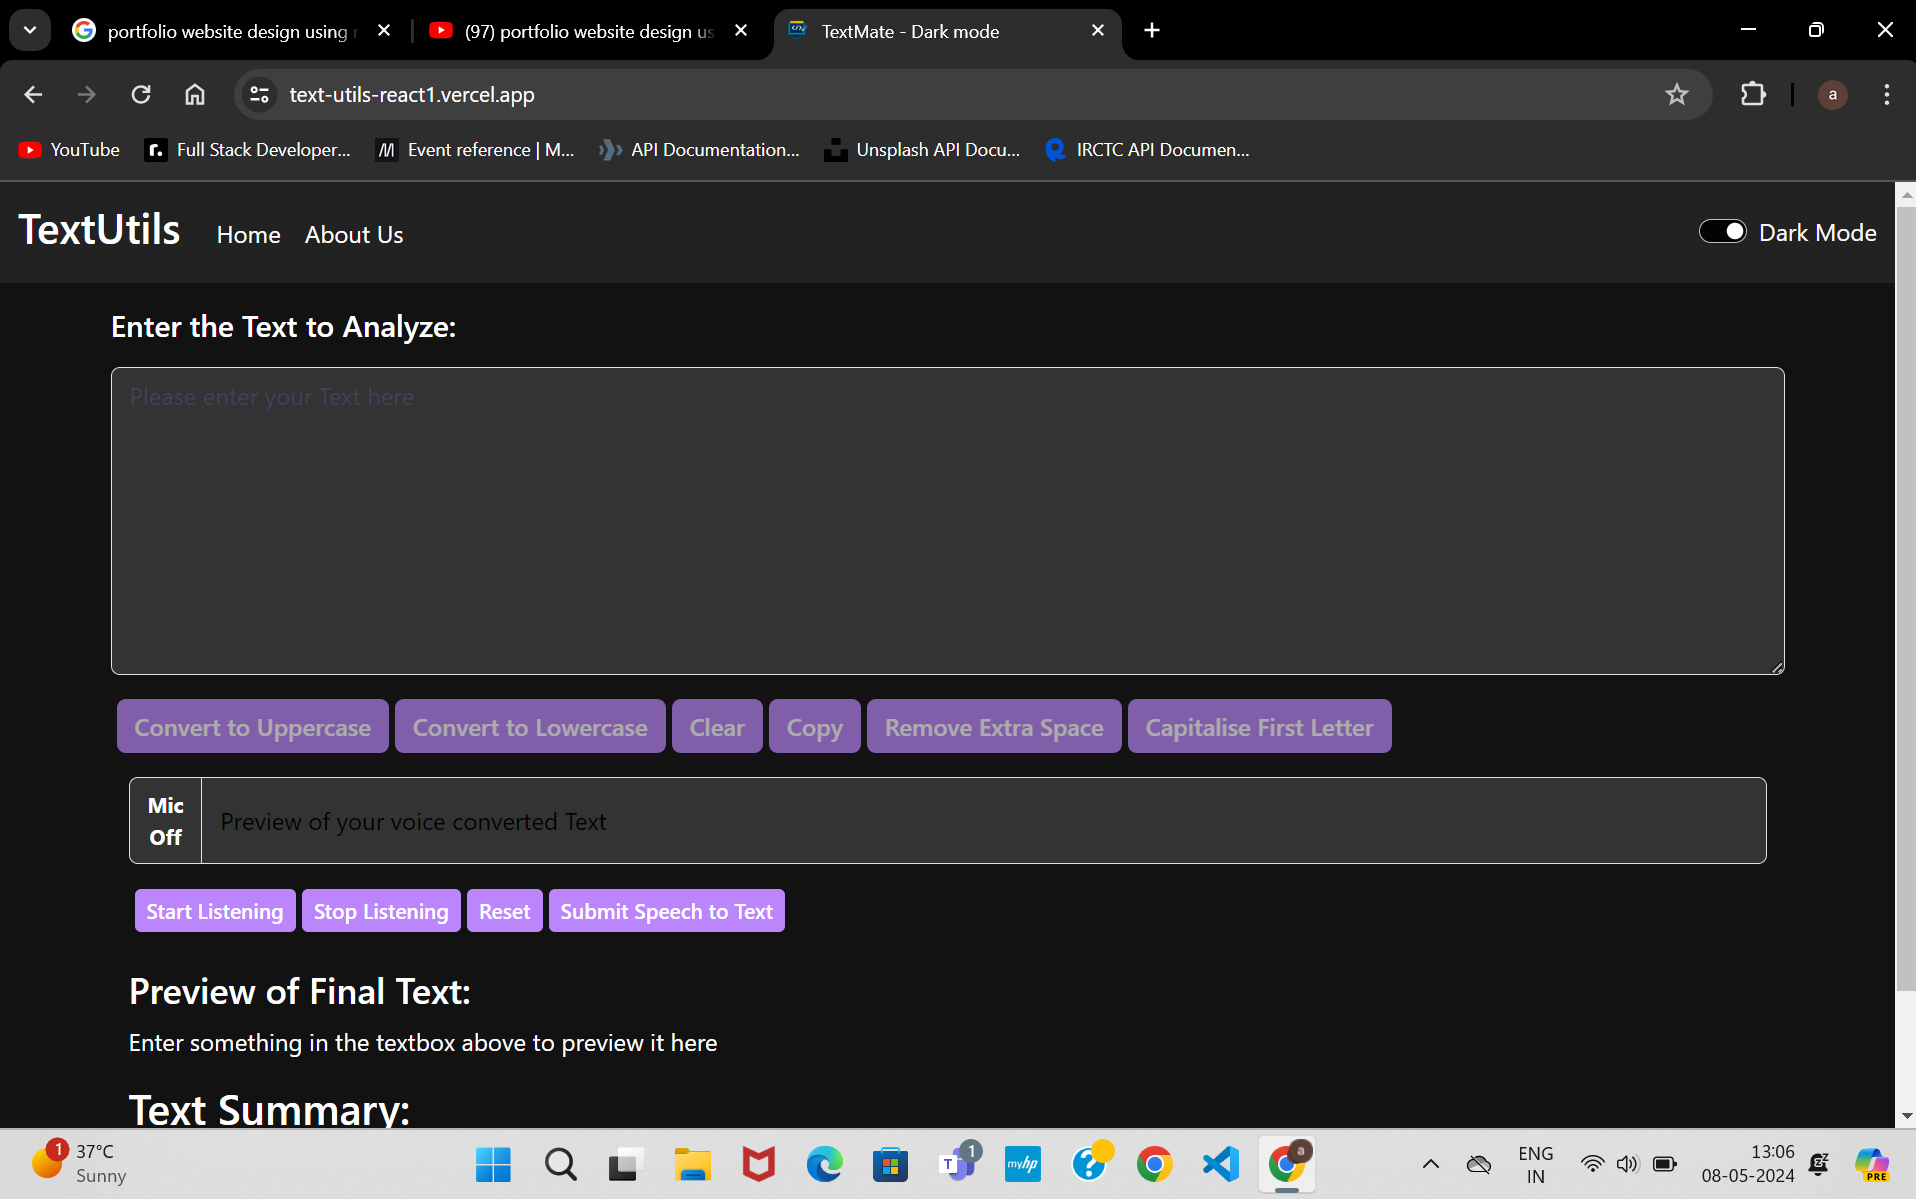 portfolio website design using r
(97) portfolio website design us
TextMate - Dark mode
text-utils-react1.vercel.app
a
YouTube
Full Stack Developer...
Event reference | M...
API Documentation...
Unsplash API Docu...
IRCTC API Documen...
TextUtils
Home
About Us
Dark Mode
Enter the Text to Analyze:
Please enter your Text here
Convert to Uppercase
Convert to Lowercase
Clear
Copy
Remove Extra Space
Capitalise First Letter
Mic
Off
Preview of your voice converted Text
Start Listening
Stop Listening
Reset
Submit Speech to Text
Preview of Final Text:
Enter something in the textbox above to preview it here
Text Summary:
1
37°C
Sunny
T
1
myhp
?
a
ENG
IN
13:06
08-05-2024
PRE